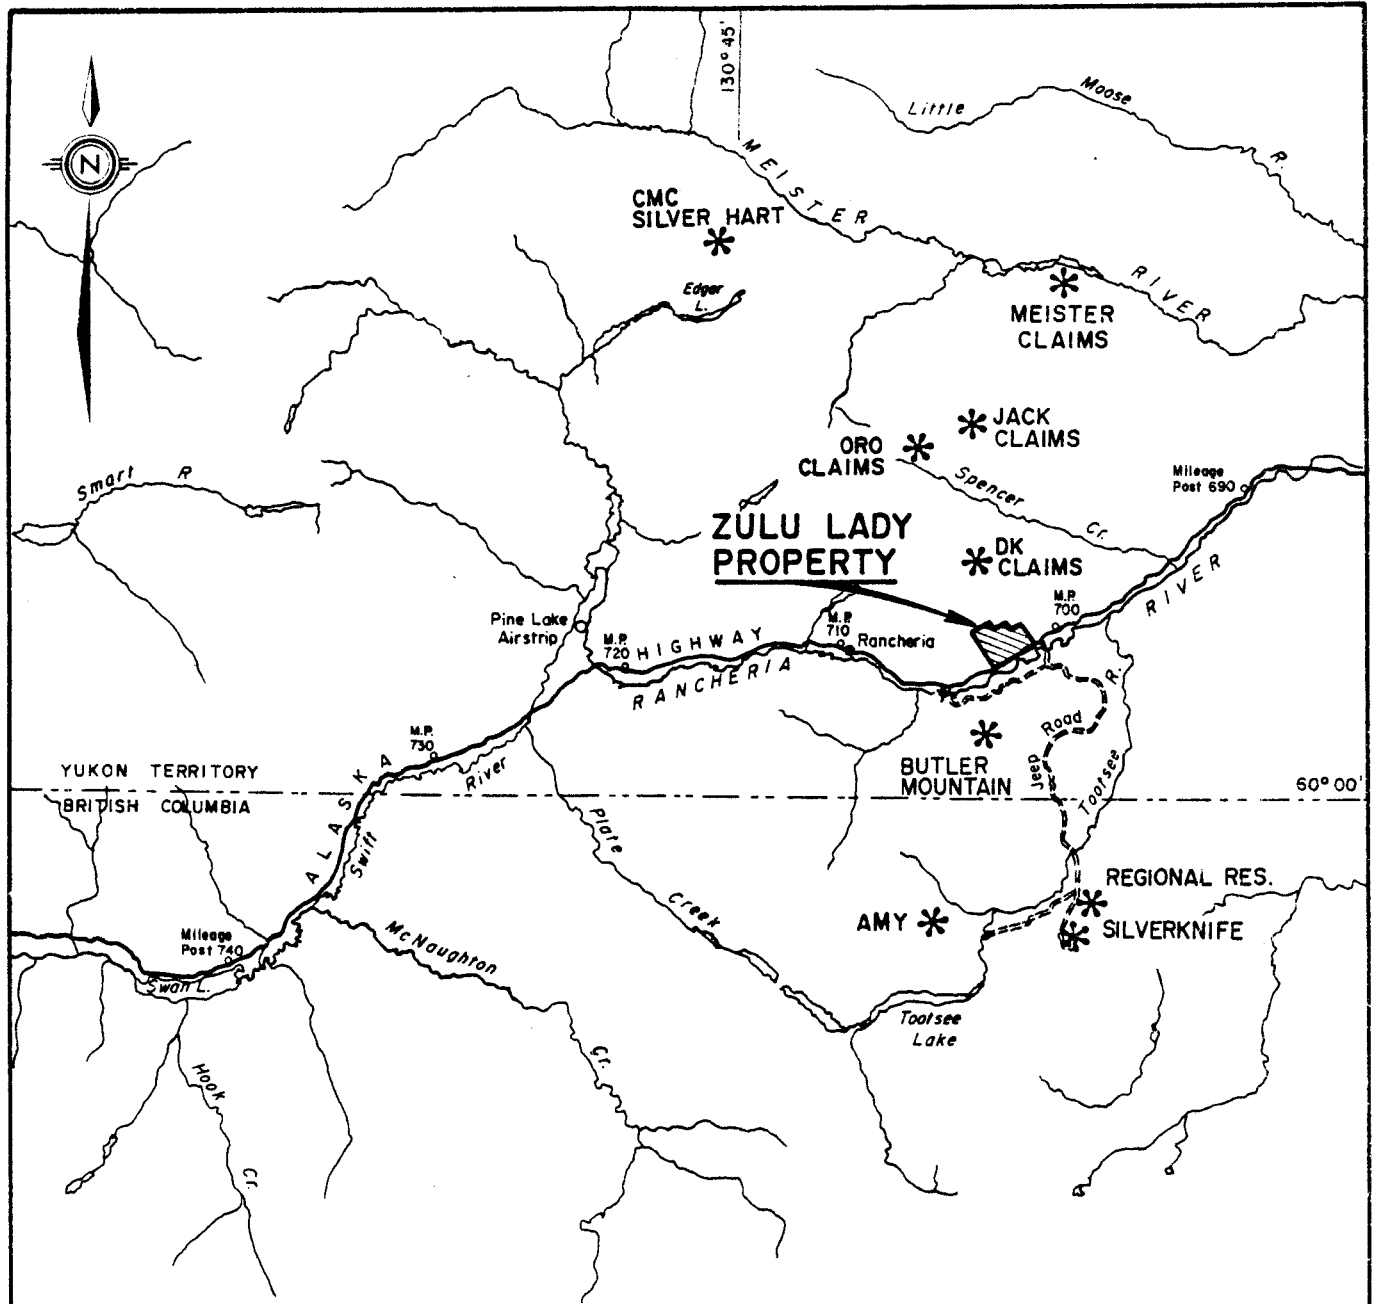 130° 45'
Little Moose R.
N
MEISTER RIVER
CMC
SILVER HART
Edgar
L.
MEISTER
CLAIMS
JACK
CLAIMS
ORO
CLAIMS
Smart R
Spencer Cr.
Mileage
Post 690
ZULU LADY
PROPERTY
DK
CLAIMS
RIVER
M.P.
700
Pine Lake
Airstrip
M.P.
720
HIGHWAY
M.P.
710
Rancheria
RANCHERIA
R.
Road
Jeep
Tootsee
M.P.
730
BUTLER
MOUNTAIN
YUKON TERRITORY
BRITISH COLUMBIA
60° 00'
ALASKA
River
Swift
Plate
Creek
REGIONAL RES.
AMY
SILVERKNIFE
Mileage
Post 740
McNaughton
Cr.
Swan L.
Tootsee
Lake
Hook
Cr.